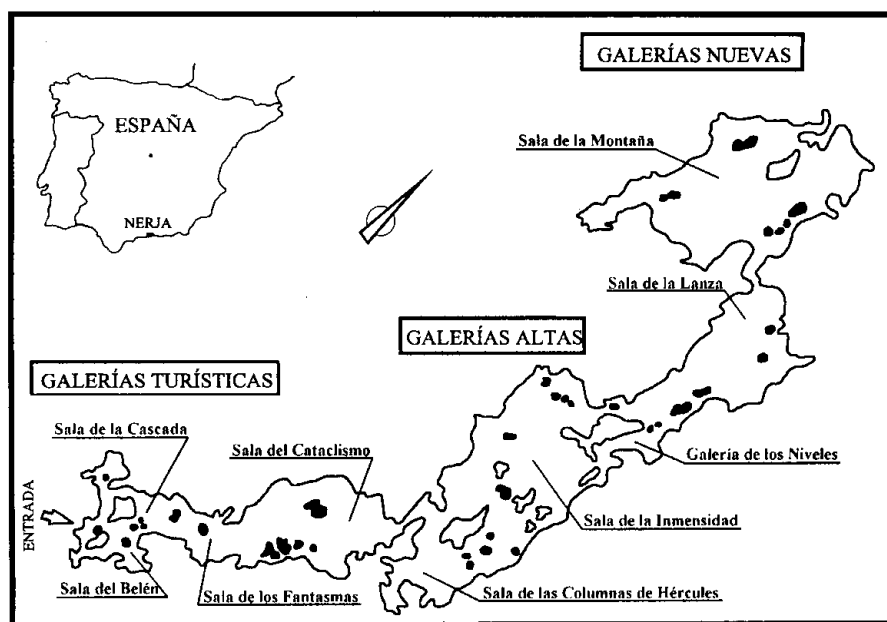 GALERÍAS NUEVAS
ESPAÑA
Sala de la Montaña
NERJA
Sala de la Lanza
GALERÍAS ALTAS
GALERÍAS TURÍSTICAS
Sala de la Cascada
Sala del Cataclismo
Galería de los Niveles
ENTRADA
Sala de la Inmensidad
Sala del Belén
Sala de los Fantasmas
Sala de las Columnas de Hércules